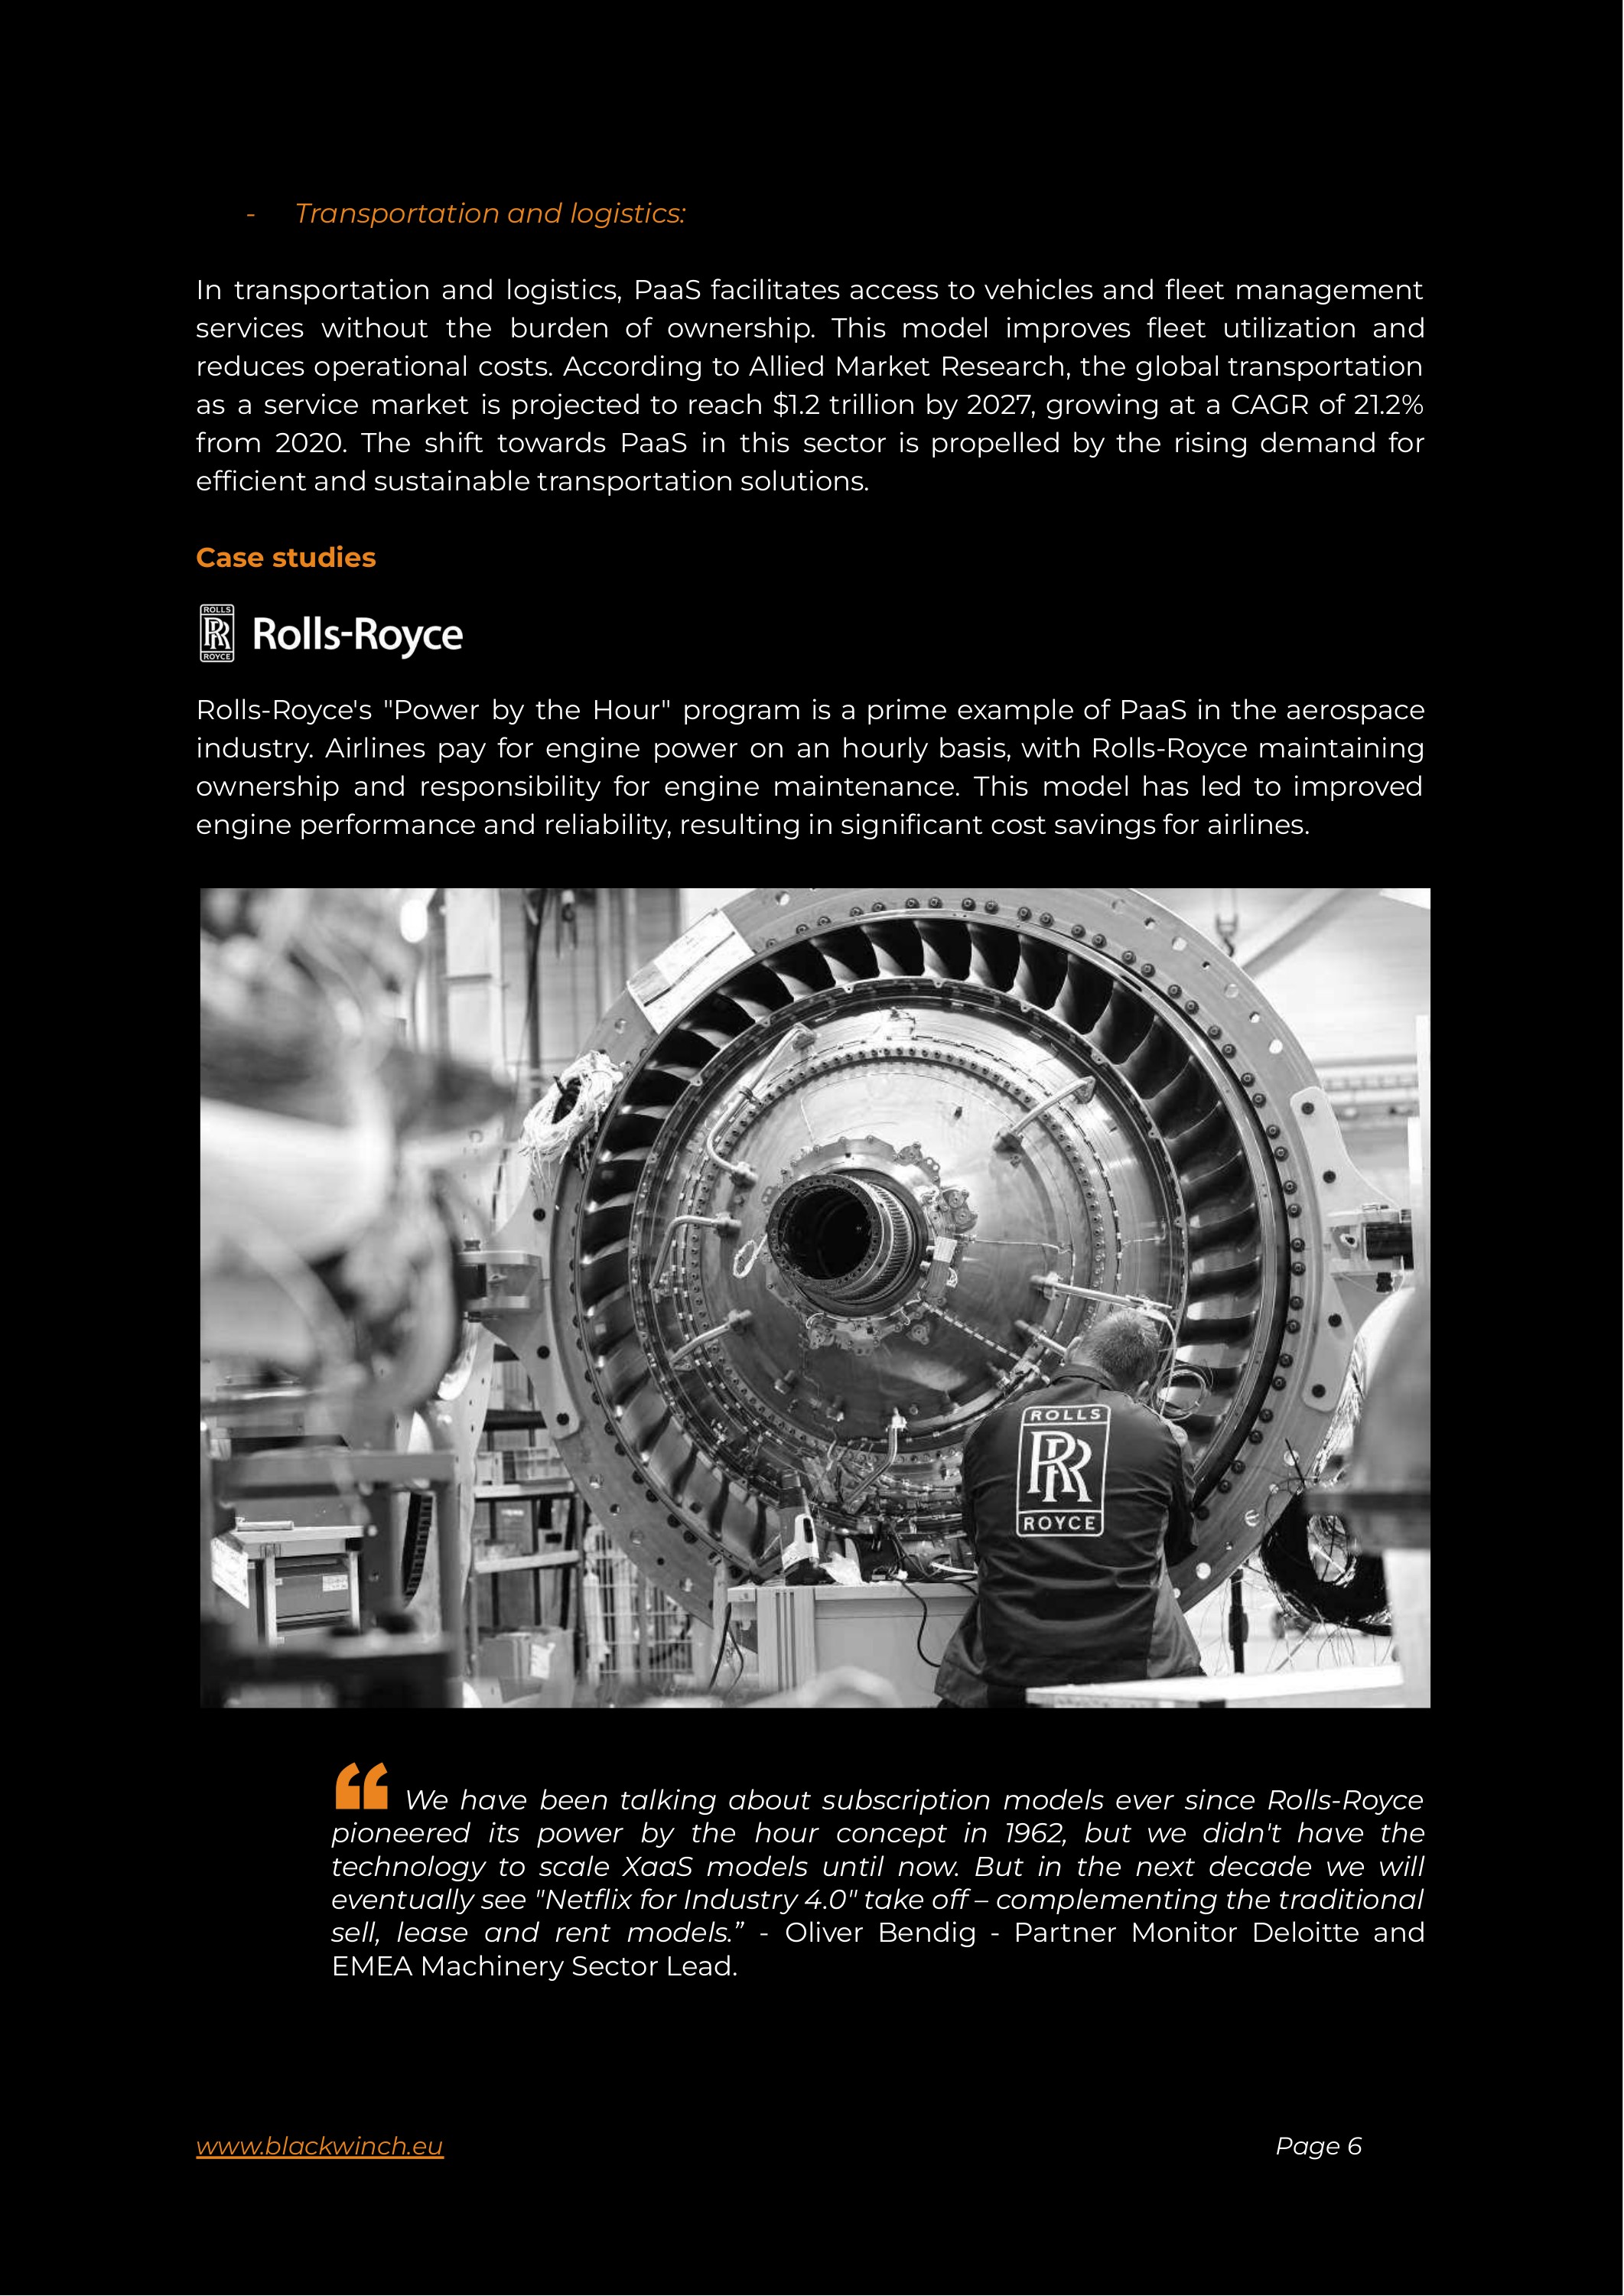 - Transportation and logistics:
In transportation and logistics, PaaS facilitates access to vehicles and fleet management
services without the burden of ownership. This model improves fleet utilization and
reduces operational costs. According to Allied Market Research, the global transportation
as a service market is projected to reach $1.2 trillion by 2027, growing at a CAGR of 21.2%
from 2020. The shift towards PaaS in this sector is propelled by the rising demand for
efficient and sustainable transportation solutions.
Case studies
ROLLS
RR
ROYCE
Rolls-Royce
Rolls-Royce's "Power by the Hour" program is a prime example of PaaS in the aerospace
industry. Airlines pay for engine power on an hourly basis, with Rolls-Royce maintaining
ownership and responsibility for engine maintenance. This model has led to improved
engine performance and reliability, resulting in significant cost savings for airlines.
ROLLS
RR
ROYCE
“ We have been talking about subscription models ever since Rolls-Royce
pioneered its power by the hour concept in 1962, but we didn't have the
technology to scale XaaS models until now. But in the next decade we will
eventually see "Netflix for Industry 4.0" take off – complementing the traditional
sell, lease and rent models.” - Oliver Bendig - Partner Monitor Deloitte and
EMEA Machinery Sector Lead.
www.blackwinch.eu
Page 6